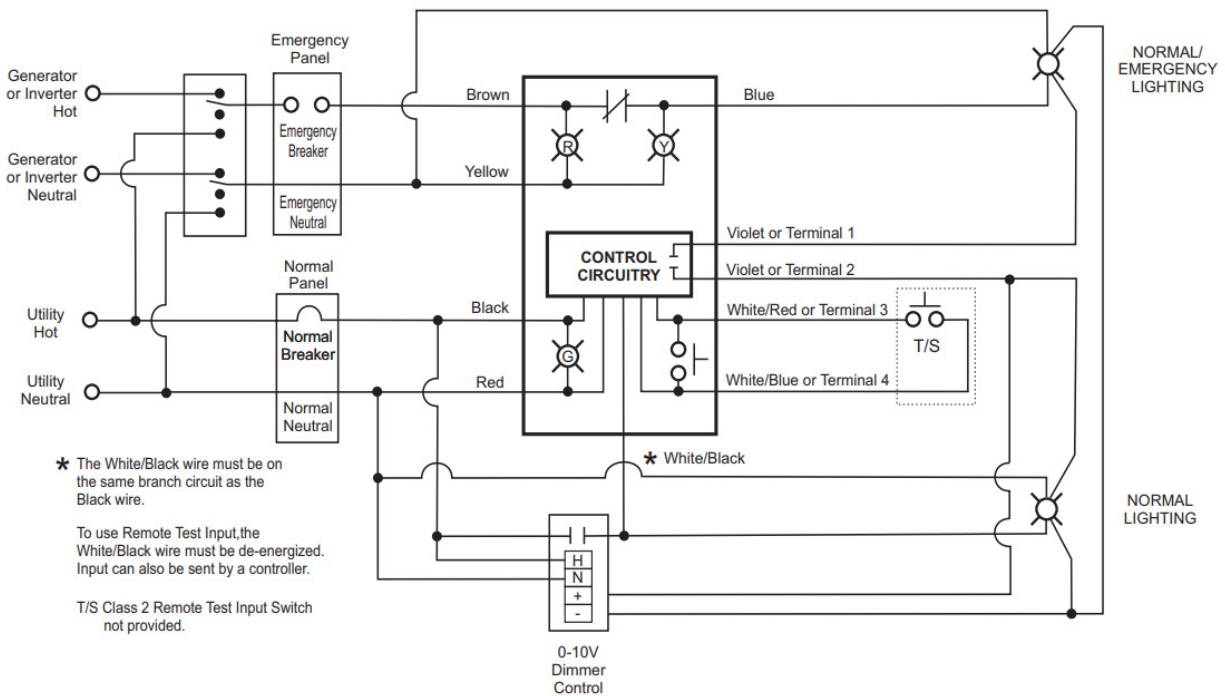 Emergency
Panel
NORMAL/
EMERGENCY
LIGHTING
Generator
or Inverter
Hot
Brown
Blue
Emergency
Breaker
R
Y
Generator
or Inverter
Neutral
Yellow
Emergency
Neutral
Violet or Terminal 1
CONTROL
CIRCUITRY
Violet or Terminal 2
Normal
Panel
Utility
Hot
Black
White/Red or Terminal 3
Normal
Breaker
G
T/S
Utility
Neutral
Red
White/Blue or Terminal 4
Normal
Neutral
* The White/Black wire must be on
the same branch circuit as the
Black wire.
* White/Black
To use Remote Test Input,the
White/Black wire must be de-energized.
Input can also be sent by a controller.
NORMAL
LIGHTING
T/S Class 2 Remote Test Input Switch
not provided.
H
N
+
-
0-10V
Dimmer
Control